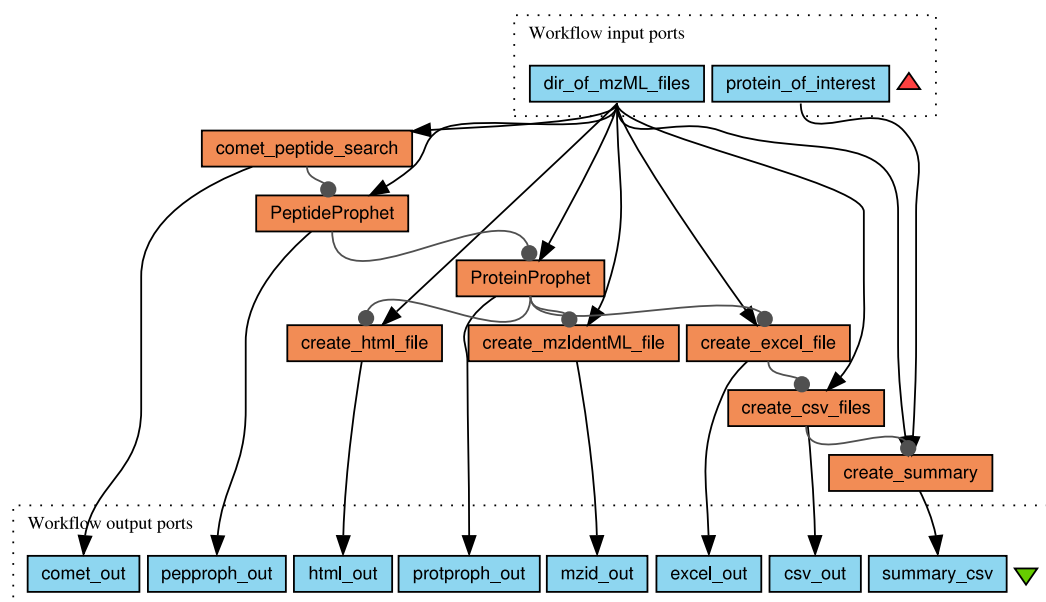 Workflow input ports
dir_of_mzML_files
protein_of_interest
comet_peptide_search
PeptideProphet
ProteinProphet
create_html_file
create_mzIdentML_file
create_excel_file
create_csv_files
create_summary
Workflow output ports
comet_out
pepproph_out
html_out
protproph_out
mzid_out
excel_out
csv_out
summary_csv